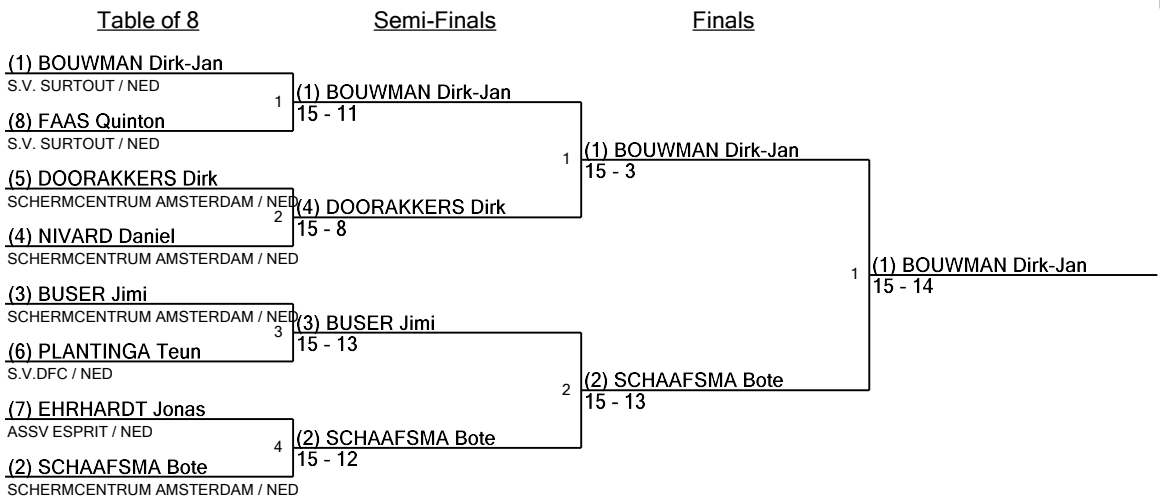 Table of 8
Semi-Finals
Finals
(1) BOUWMAN Dirk-Jan
S.V. SURTOUT / NED
1
(8) FAAS Quinton
S.V. SURTOUT / NED
(5) DOORAKKERS Dirk
SCHERMCENTRUM AMSTERDAM / NED
2
(4) NIVARD Daniel
SCHERMCENTRUM AMSTERDAM / NED
(3) BUSER Jimi
SCHERMCENTRUM AMSTERDAM / NED
3
(6) PLANTINGA Teun
S.V.DFC / NED
(7) EHRHARDT Jonas
ASSV ESPRIT / NED
4
(2) SCHAAFSMA Bote
SCHERMCENTRUM AMSTERDAM / NED
(1) BOUWMAN Dirk-Jan
15 - 11
1
(4) DOORAKKERS Dirk
15 - 8
(3) BUSER Jimi
15 - 13
2
(2) SCHAAFSMA Bote
15 - 12
(1) BOUWMAN Dirk-Jan
15 - 3
1
(2) SCHAAFSMA Bote
15 - 13
(1) BOUWMAN Dirk-Jan
15 - 14